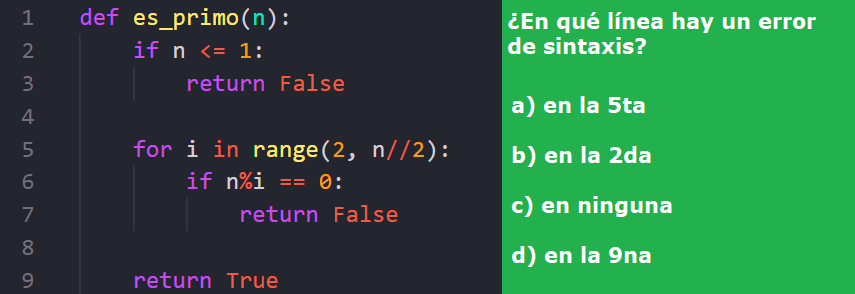 1 def es_primo(n):
2 if n <= 1:
3 return False
4
5 for i in range(2, n//2):
6 if n%i == 0:
7 return False
8
9 return True
¿En qué línea hay un error
de sintaxis?
a) en la 5ta
b) en la 2da
c) en ninguna
d) en la 9na